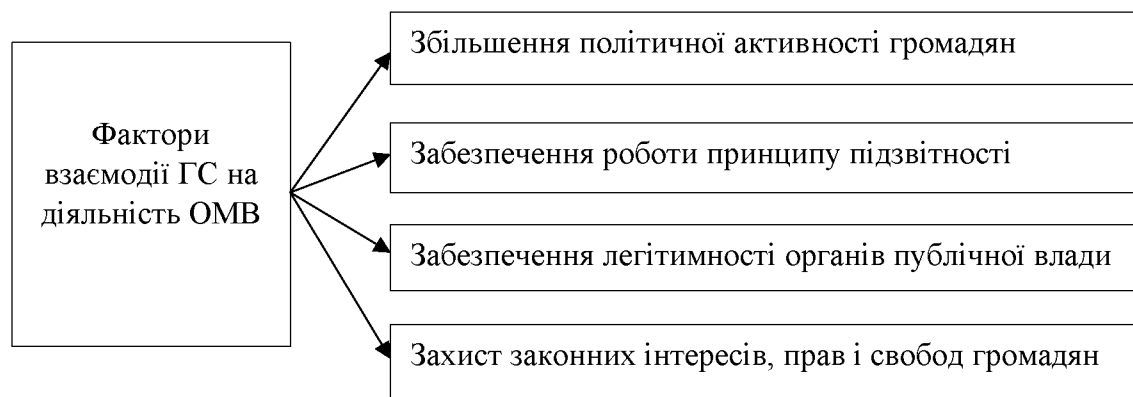 Фактори
взаємодії ГС на
діяльність ОМВ
Збільшення політичної активності громадян
Забезпечення роботи принципу підзвітності
Забезпечення легітимності органів публічної влади
Захист законних інтересів, прав і свобод громадян